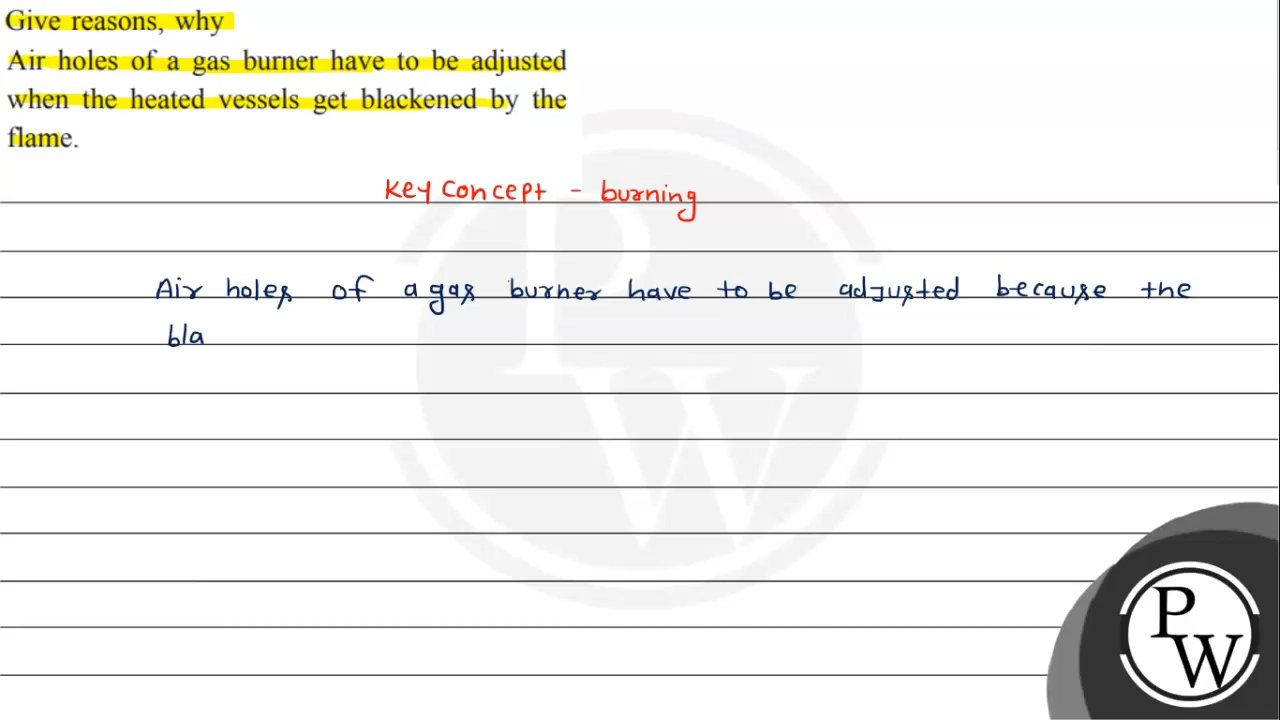 Give reasons, why
Air holes of a gas burner have to be adjusted
when the heated vessels get blackened by the
flame.
Key Concept - burning
Air holes of a gas burner have to be adjusted because the
bla
P
W
P
W